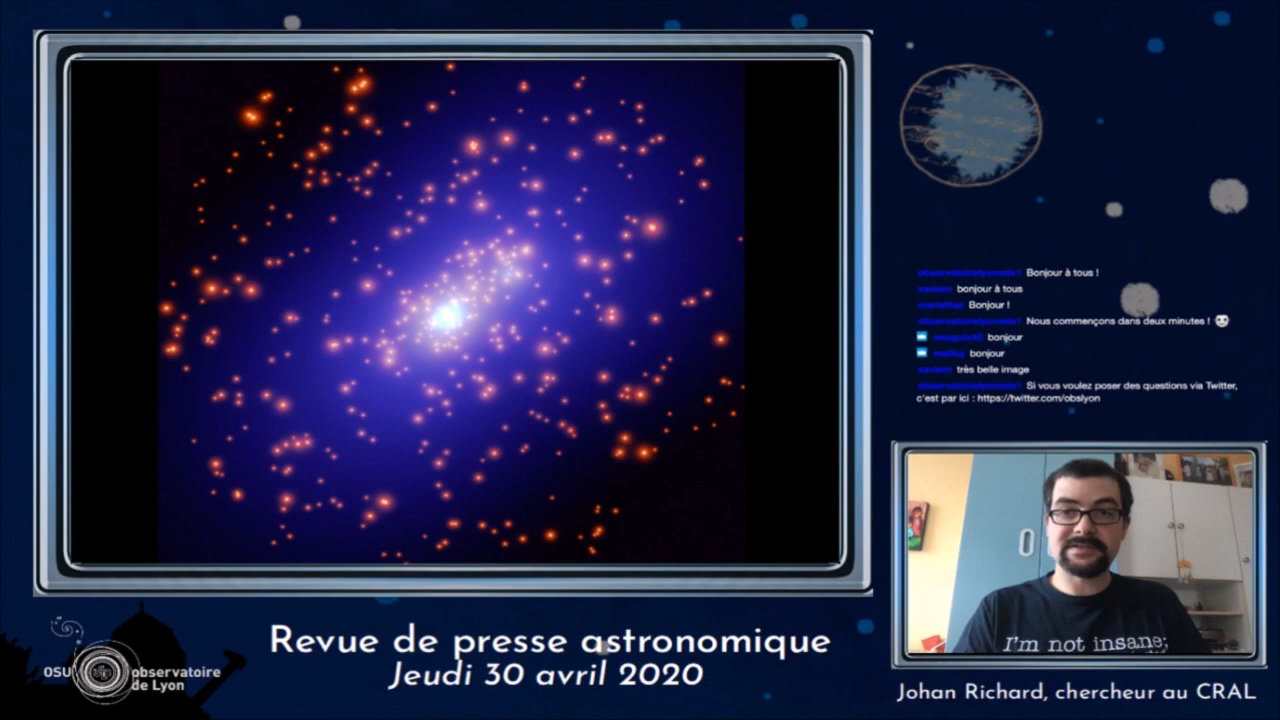 Bonjour à tous !
bonjour à tous
Bonjour !
Nous commençons dans deux minutes !
bonjour
bonjour
très belle image
Si vous voulez poser des questions via Twitter,
c'est par ici : https://twitter.com/obslyon
I'm not insane;
Revue de presse astronomique
Jeudi 30 avril 2020
OSU observatoire
de Lyon
Johan Richard, chercheur au CRAL